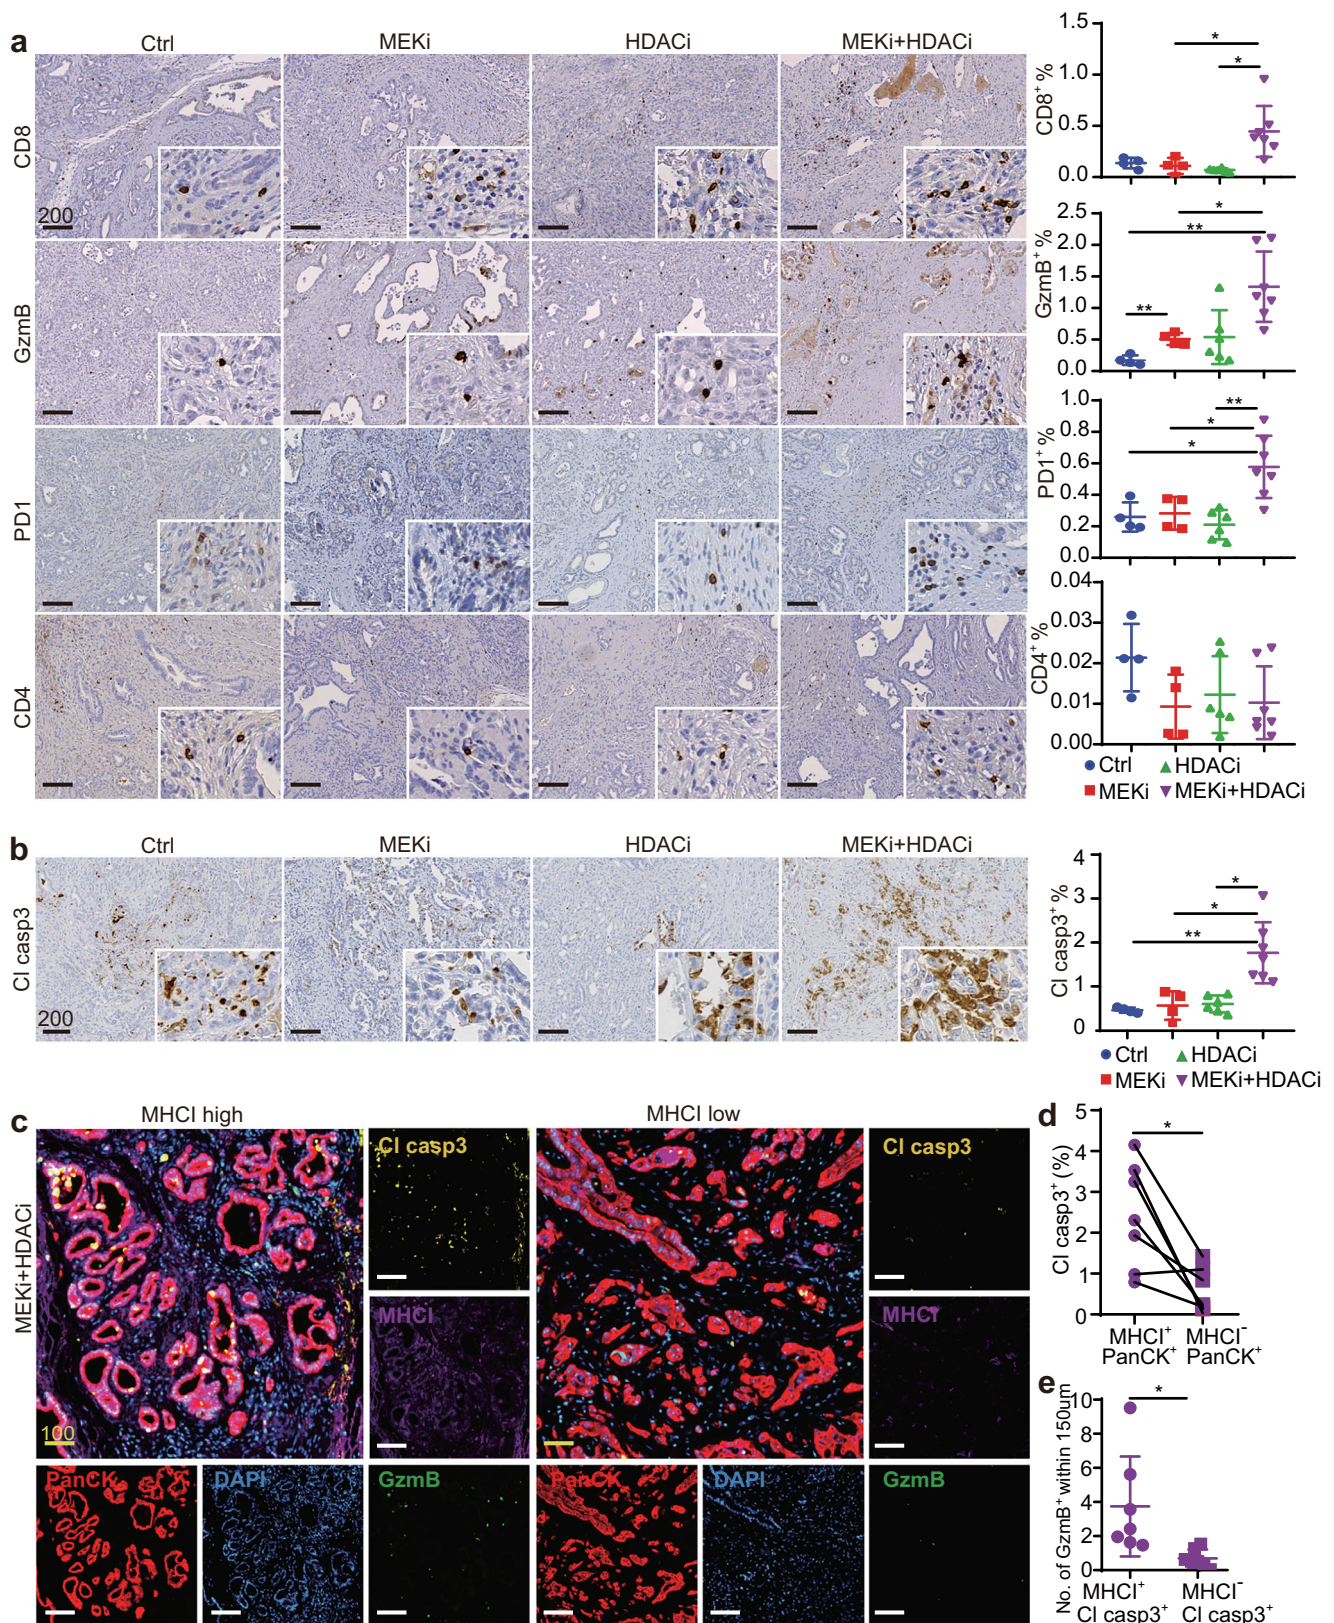 a
Ctrl
MEKi
HDACi
MEKi+HDACi
CD8
200
GzmB
PD1
CD4
CD8⁺ %
1.5
1.0
0.5
0.0
*
*
GzmB⁺ %
2.5
2.0
1.5
1.0
0.5
0.0
*
**
**
PD1⁺ %
1.0
0.8
0.6
0.4
0.2
0.0
**
*
*
CD4⁺ %
0.04
0.03
0.02
0.01
0.00
Ctrl
HDACi
MEKi
MEKi+HDACi
b
Ctrl
MEKi
HDACi
MEKi+HDACi
Cl casp3
200
Cl casp3⁺ %
4
3
2
1
0
*
*
**
Ctrl
HDACi
MEKi
MEKi+HDACi
c
MHCI high
MHCI low
MEKi+HDACi
100
Cl casp3
MHCI
PanCK
DAPI
GzmB
Cl casp3
MHCI
PanCK
GzmB
d
Cl casp3⁺ (%)
5
4
3
2
1
0
*
MHCI⁺
PanCK⁺
MHCI⁻
PanCK⁺
e
No. of GzmB⁺ within 150um
10
8
6
4
2
0
*
MHCI⁺
Cl casp3⁺
MHCI⁻
Cl casp3⁺